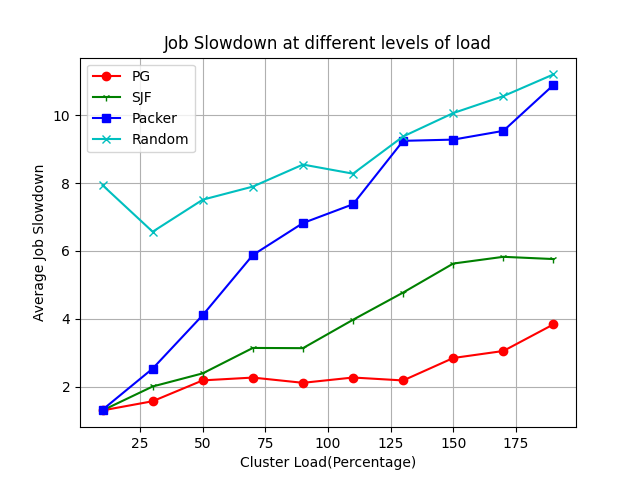 Job Slowdown at different levels of load
PG
SJF
Packer
Random
Average Job Slowdown
10
8
6
4
2
25
50
75
100
125
150
175
Cluster Load(Percentage)